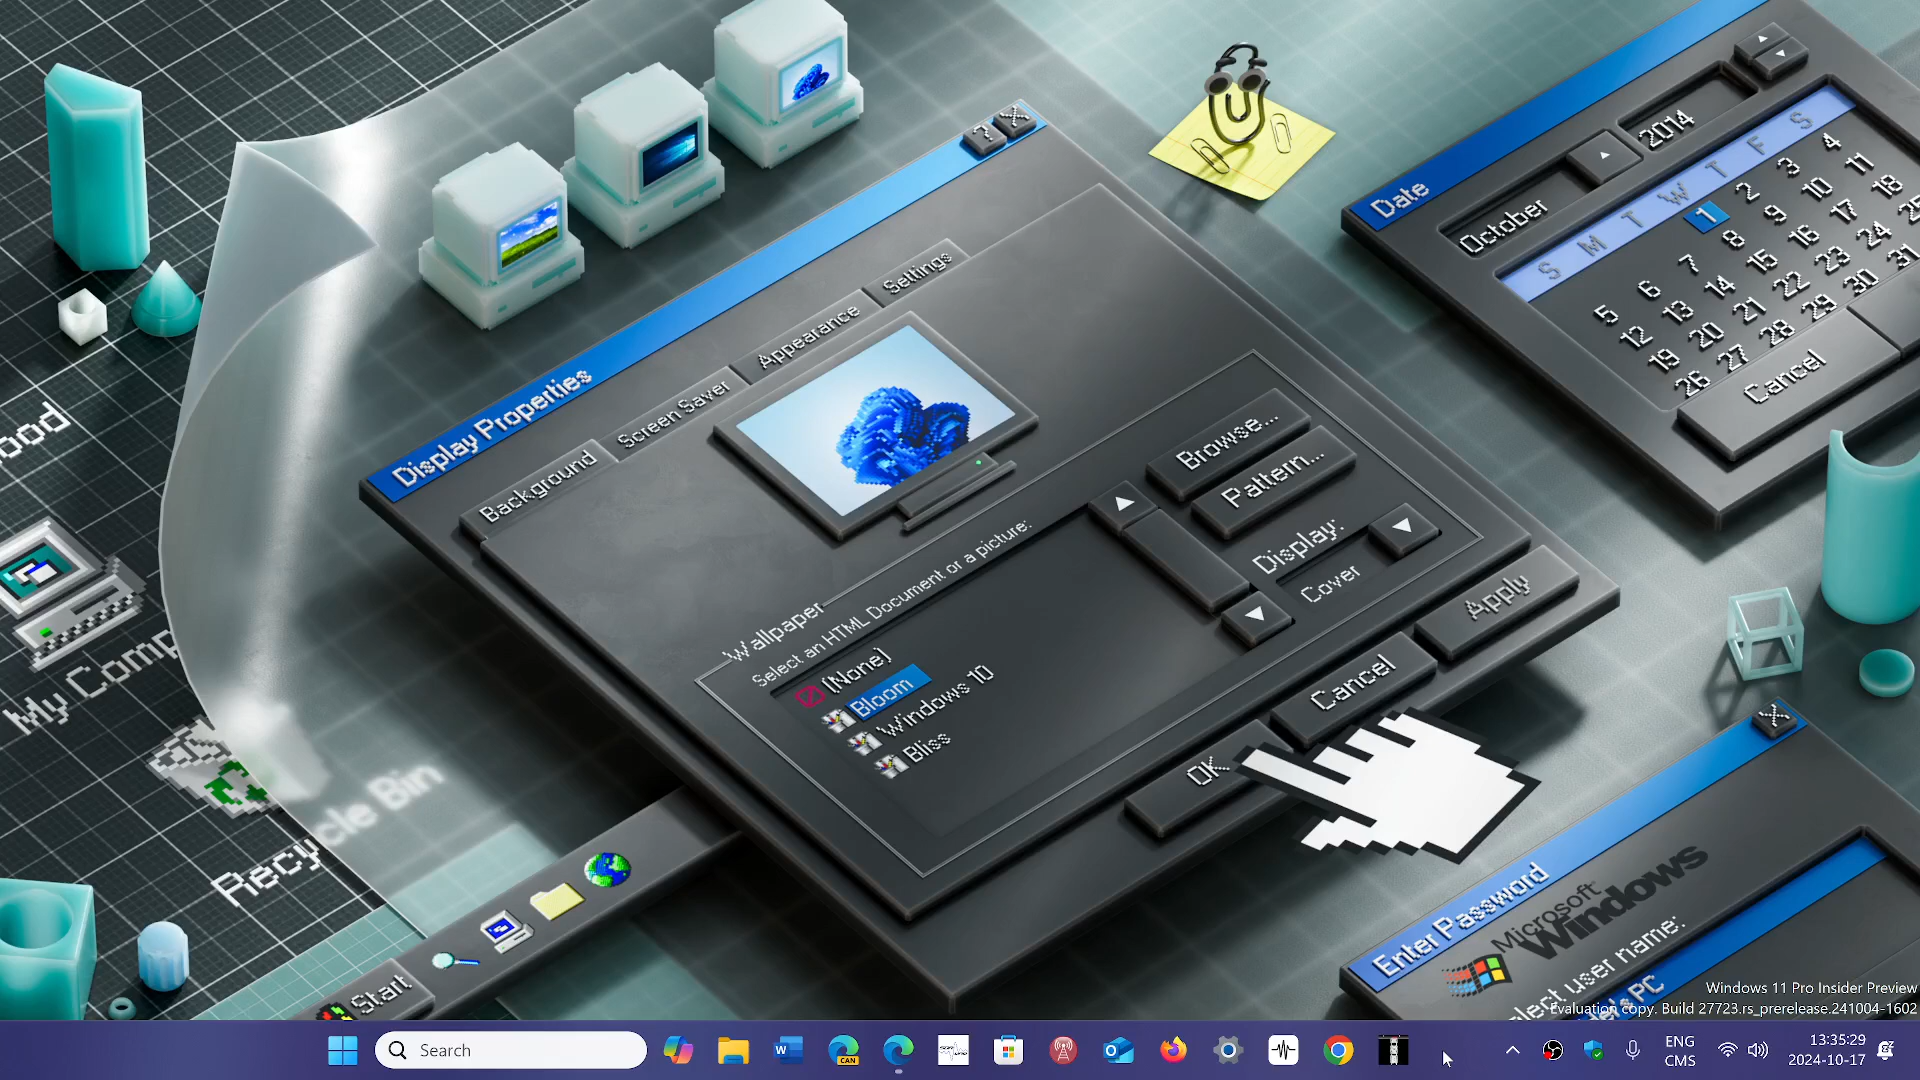 Display Properties
? X
Background
Screen Saver
Appearance
Settings
Wallpaper
Select an HTML Document or a picture:
(None)
Bloom
Windows 10
Bliss
Browse...
Pattern...
Display:
Cover
OK
Cancel
Apply
Date
October
2014
S M T W T F S
1 2 3 4
5 6 7 8 9 10 11
12 13 14 15 16 17 18
19 20 21 22 23 24 25
26 27 28 29 30 31
Cancel
ood
My Comp
Recycle Bin
Start
X
Enter Password
Microsoft
Windows
elect user name:
's PC
Windows 11 Pro Insider Preview
Evaluation copy. Build 27723.rs_prerelease.241004-1602
Search
W
CAN
ENG
CMS
13:35:29
2024-10-17